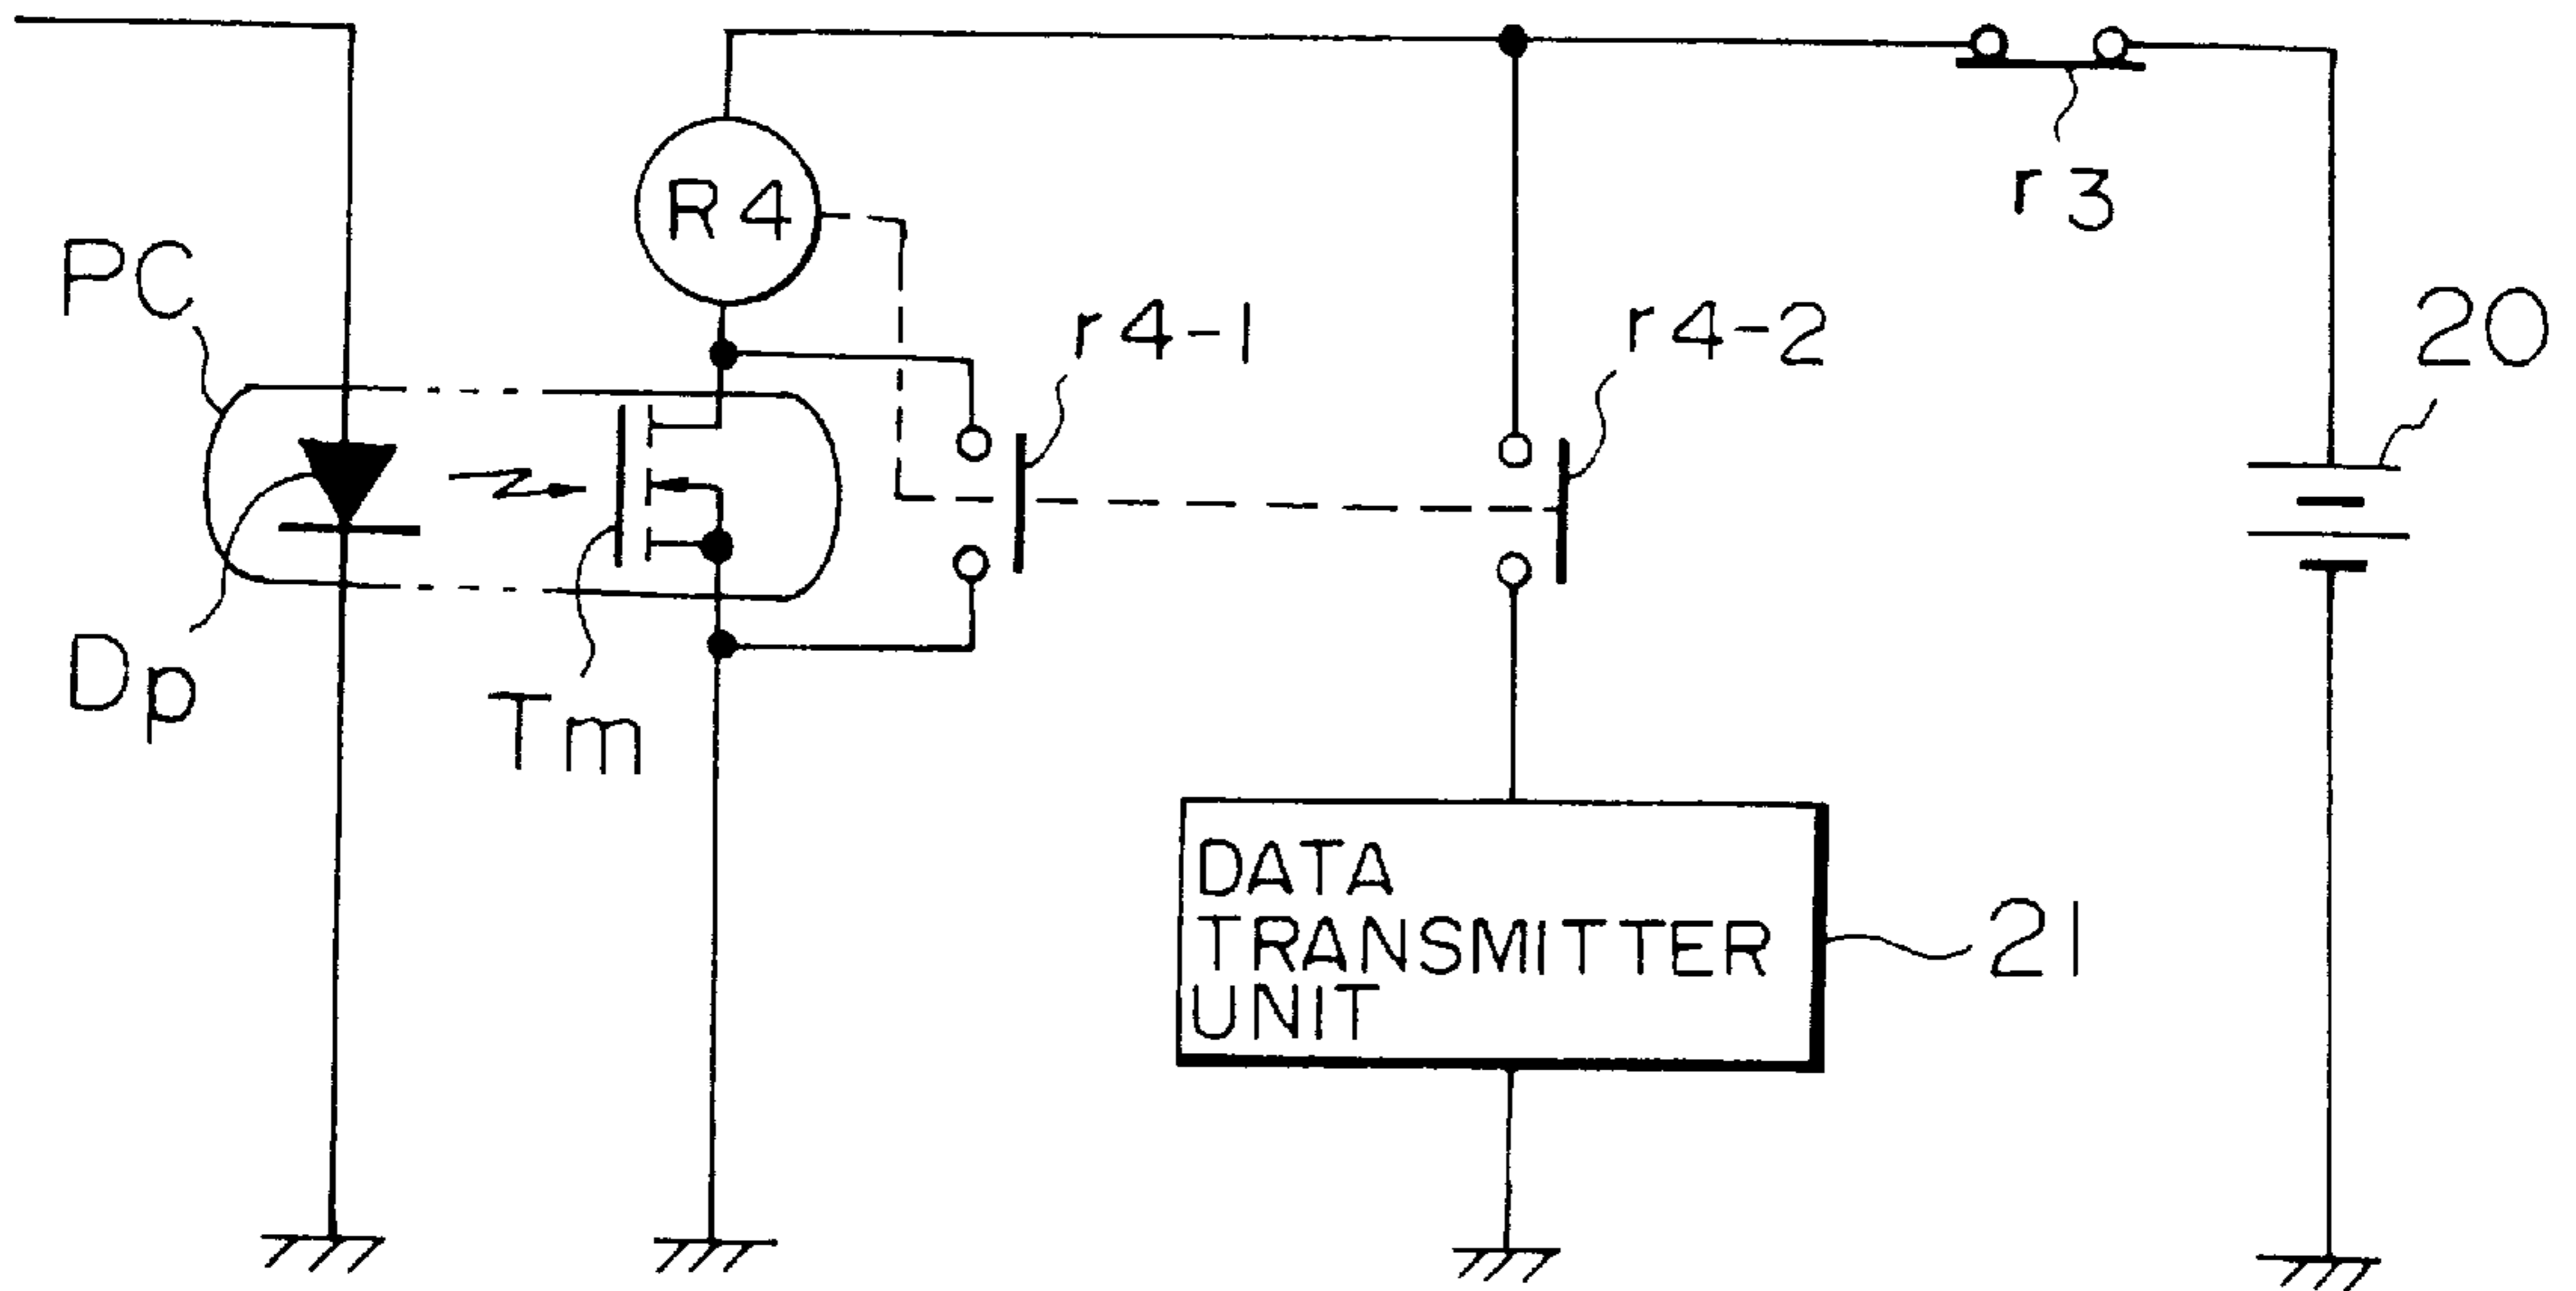 R4
r3
PC
r4-1
r4-2
20
Dp
Tm
DATA
TRANSMITTER
UNIT
21